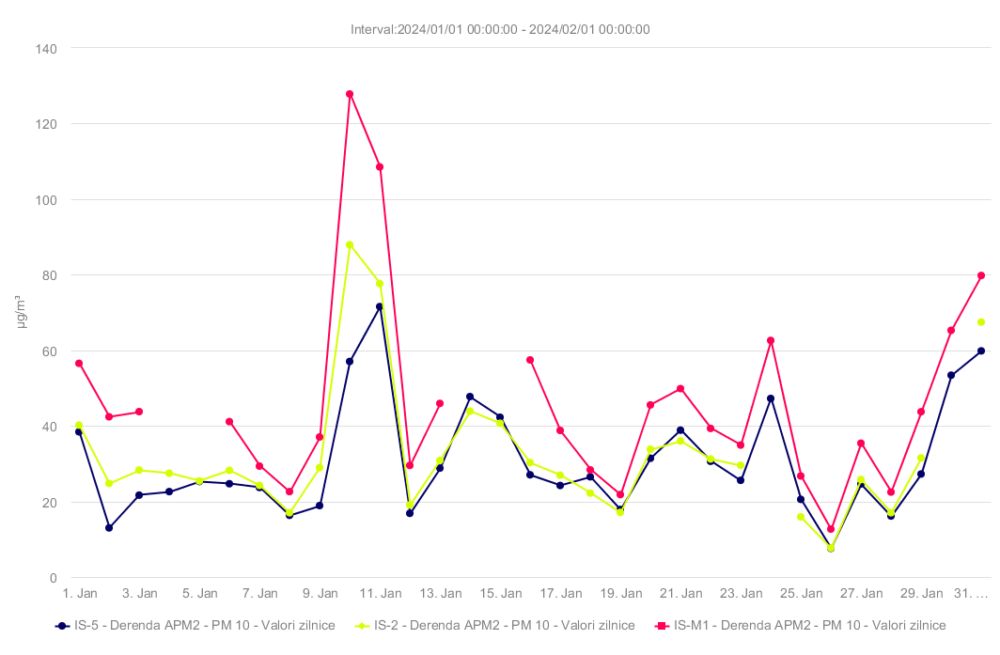 Interval:2024/01/01 00:00:00 - 2024/02/01 00:00:00
140
120
100
80
60
40
20
0
µg/m³
1. Jan 3. Jan 5. Jan 7. Jan 9. Jan 11. Jan 13. Jan 15. Jan 17. Jan 19. Jan 21. Jan 23. Jan 25. Jan 27. Jan 29. Jan 31. …
IS-5 - Derenda APM2 - PM 10 - Valori zilnice IS-2 - Derenda APM2 - PM 10 - Valori zilnice IS-M1 - Derenda APM2 - PM 10 - Valori zilnice